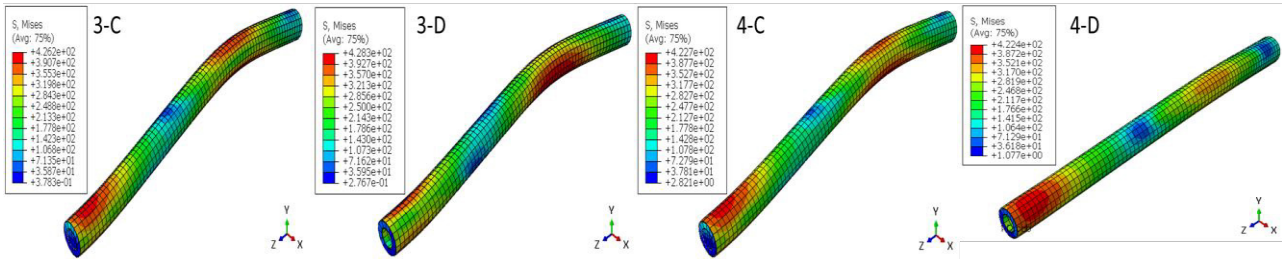 S, Mises
(Avg: 75%)
+4.262e+02
+3.907e+02
+3.553e+02
+3.198e+02
+2.843e+02
+2.488e+02
+2.133e+02
+1.778e+02
+1.423e+02
+1.068e+02
+7.135e+01
+3.587e+01
+3.783e-01
3-C
Y
Z
X
S, Mises
(Avg: 75%)
+4.283e+02
+3.927e+02
+3.570e+02
+3.213e+02
+2.856e+02
+2.500e+02
+2.143e+02
+1.786e+02
+1.430e+02
+1.073e+02
+7.162e+01
+3.595e+01
+2.767e-01
3-D
Y
Z
X
S, Mises
(Avg: 75%)
+4.227e+02
+3.877e+02
+3.527e+02
+3.177e+02
+2.827e+02
+2.477e+02
+2.127e+02
+1.778e+02
+1.428e+02
+1.078e+02
+7.279e+01
+3.781e+01
+2.821e+00
4-C
Y
Z
X
S, Mises
(Avg: 75%)
+4.224e+02
+3.872e+02
+3.521e+02
+3.170e+02
+2.819e+02
+2.468e+02
+2.117e+02
+1.766e+02
+1.415e+02
+1.064e+02
+7.129e+01
+3.618e+01
+1.077e+00
4-D
Y
Z
X